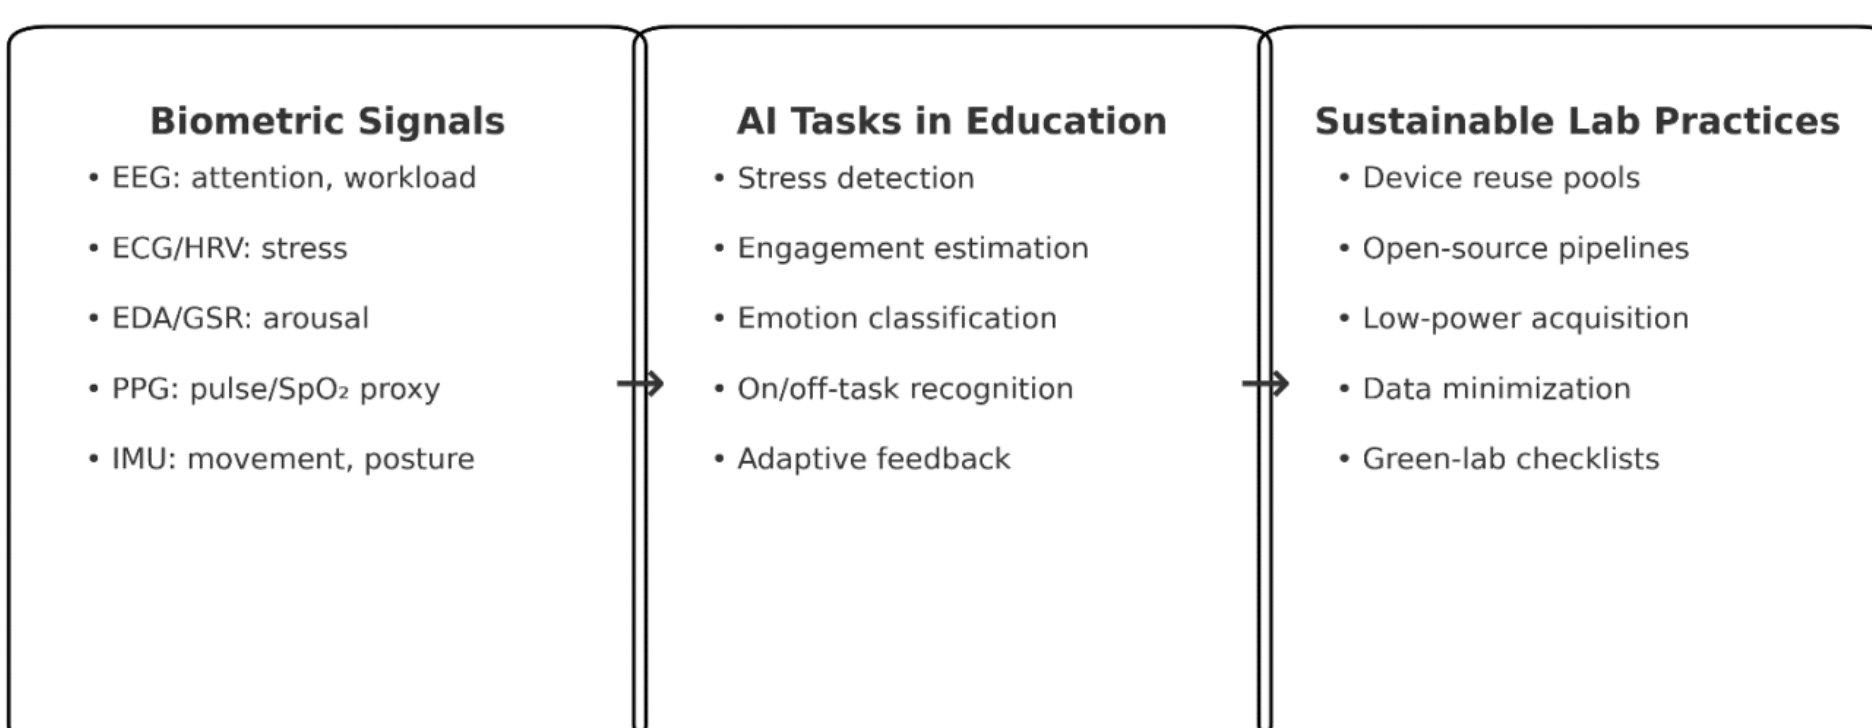 Biometric Signals
• EEG: attention, workload
• ECG/HRV: stress
• EDA/GSR: arousal
• PPG: pulse/SpO₂ proxy
• IMU: movement, posture
→
AI Tasks in Education
• Stress detection
• Engagement estimation
• Emotion classification
• On/off-task recognition
• Adaptive feedback
→
Sustainable Lab Practices
• Device reuse pools
• Open-source pipelines
• Low-power acquisition
• Data minimization
• Green-lab checklists